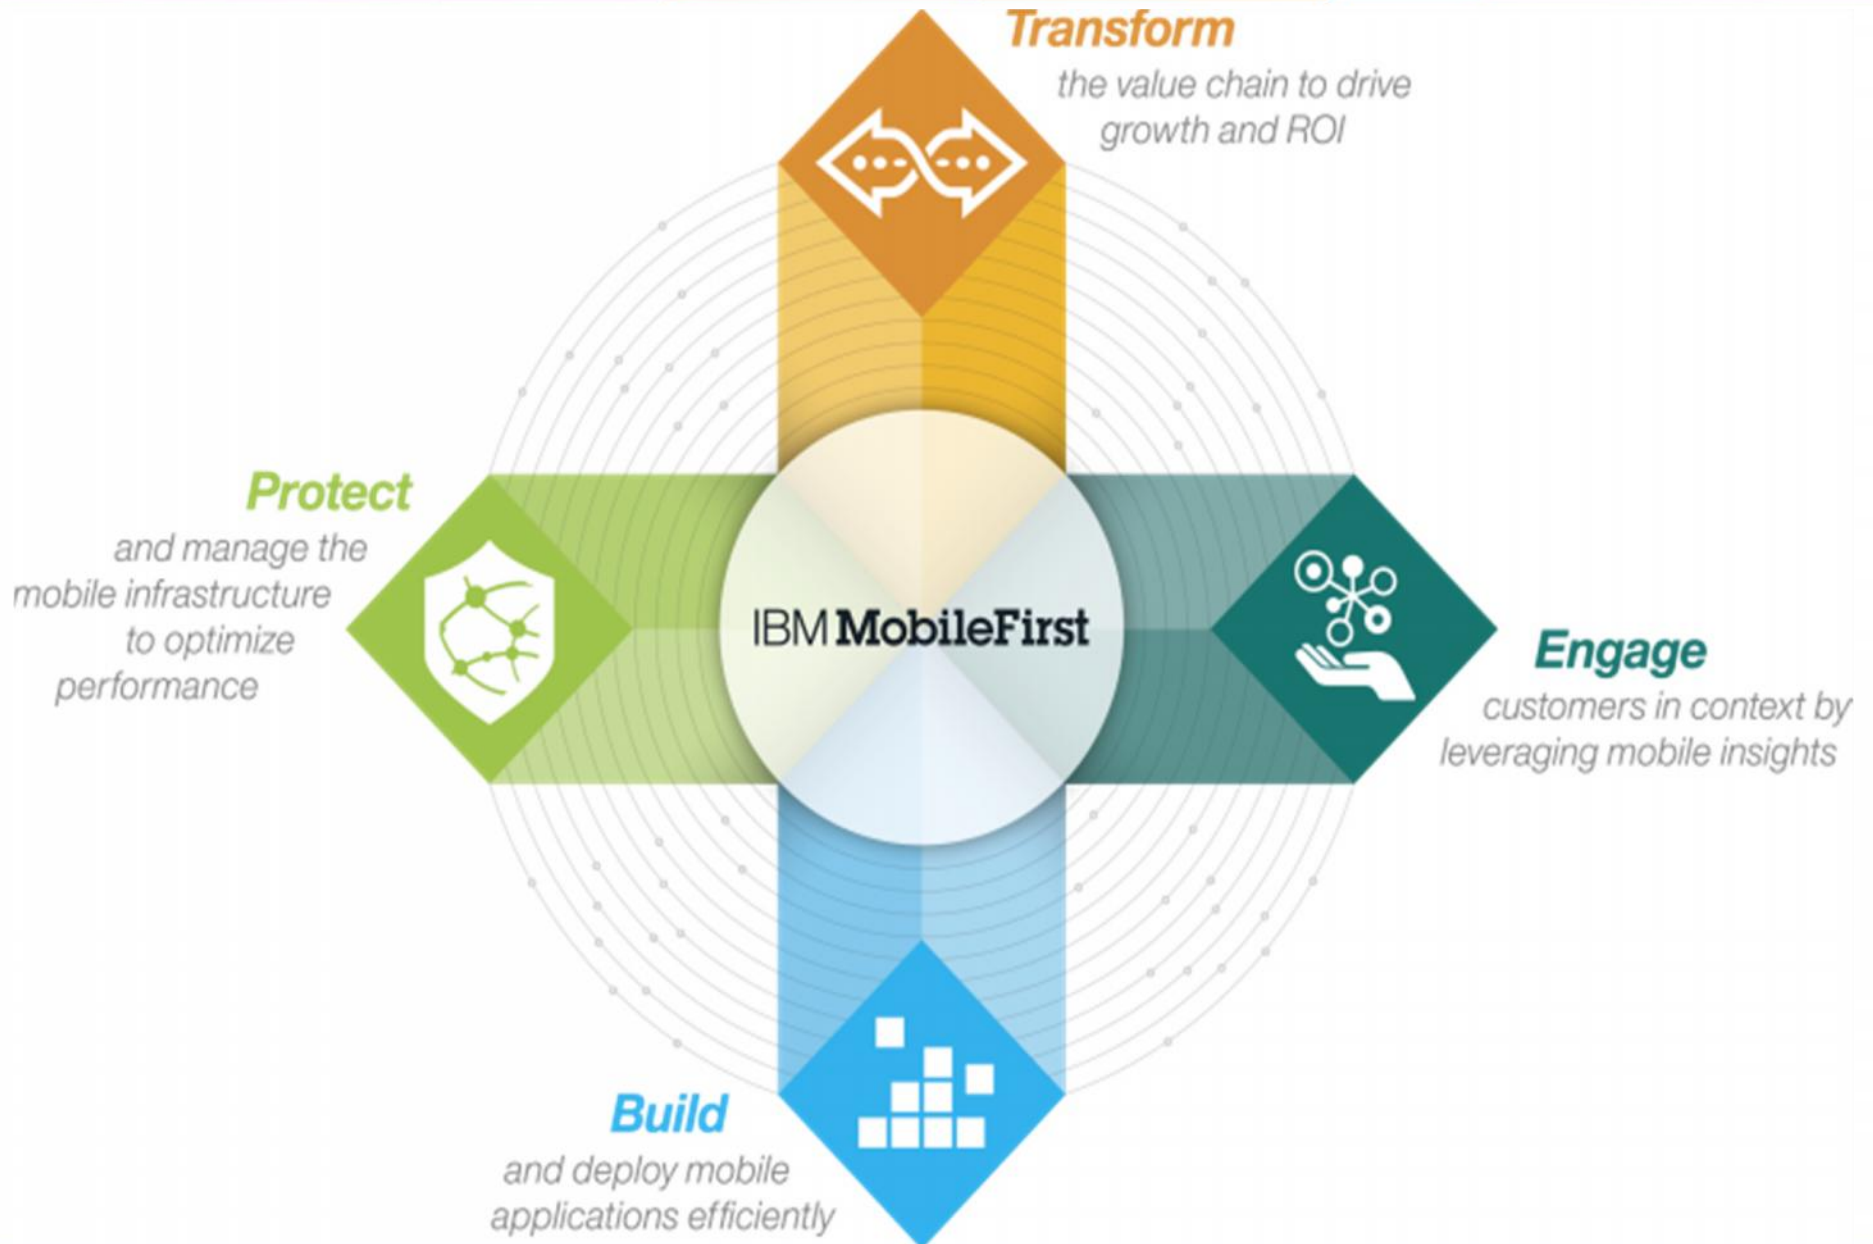 Transform
the value chain to drive
growth and ROI
Protect
and manage the
mobile infrastructure
to optimize
performance
IBM MobileFirst
Engage
customers in context by
leveraging mobile insights
Build
and deploy mobile
applications efficiently